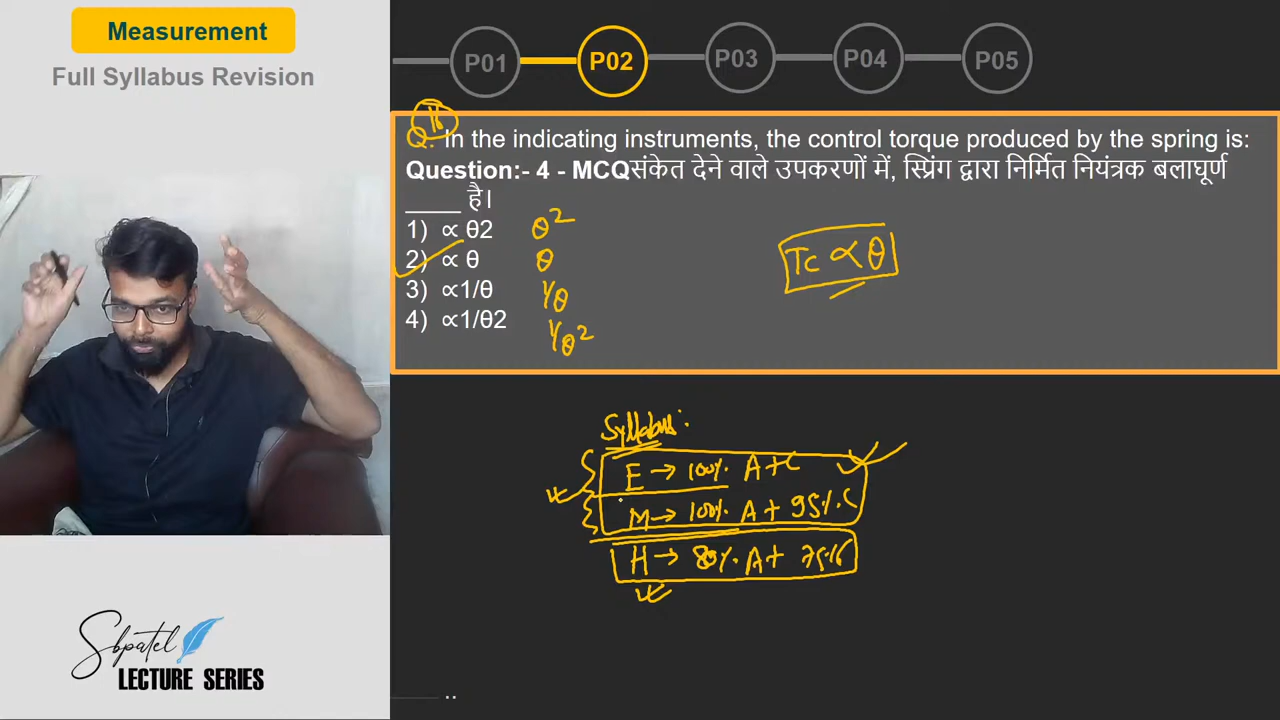 Measurement
Full Syllabus Revision
P01 P02 P03 P04 P05
16
Q. In the indicating instruments, the control torque produced by the spring is:
Question:- 4 - MCQसंकेत देने वाले उपकरणों में, स्प्रिंग द्वारा निर्मित नियंत्रक बलाघूर्ण
____ है।
1) ∝ θ2 θ²
2) ∝ θ θ
3) ∝1/θ 1/θ
4) ∝1/θ2 1/θ²
Tc ∝ θ
Syllabus:
E → 100% A+C
M → 100% A + 95% C
H → 80% A+
Sbpatel
LECTURE SERIES